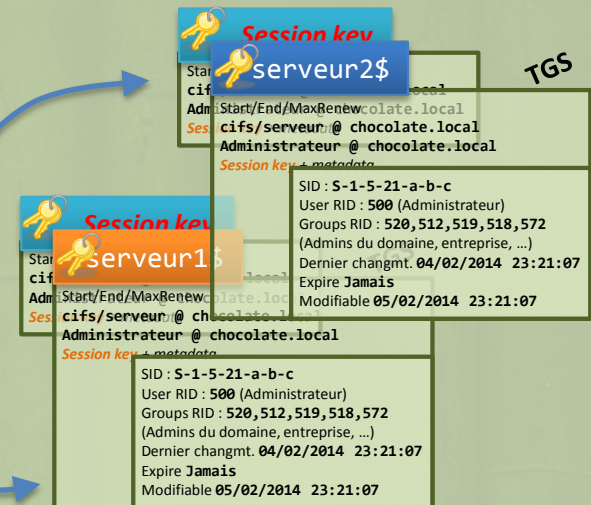 Session key
serveur2$
TGS
Start/End/MaxRenew
cifs/serveur @ chocolate.local
Administrateur @ chocolate.local
Session key + metadata
SID : S-1-5-21-a-b-c
User RID : 500 (Administrateur)
Groups RID : 520,512,519,518,572
(Admins du domaine, entreprise, …)
Dernier changmt. 04/02/2014 23:21:07
Expire Jamais
Modifiable 05/02/2014 23:21:07
Session key
serveur1$
TGS
Start/End/MaxRenew
cifs/serveur @ chocolate.local
Administrateur @ chocolate.local
Session key + metadata
SID : S-1-5-21-a-b-c
User RID : 500 (Administrateur)
Groups RID : 520,512,519,518,572
(Admins du domaine, entreprise, …)
Dernier changmt. 04/02/2014 23:21:07
Expire Jamais
Modifiable 05/02/2014 23:21:07